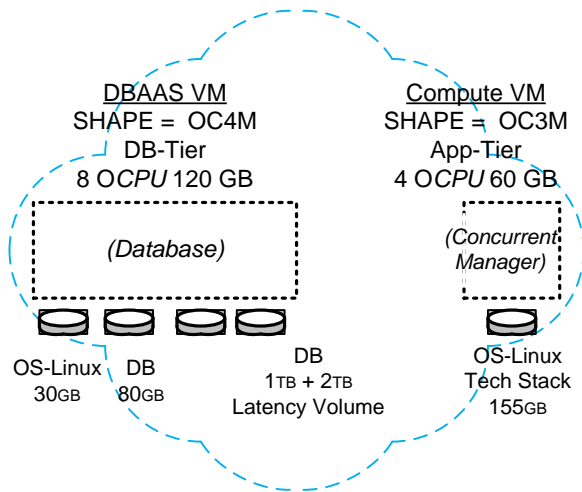 DBAAS VM
SHAPE = OC4M
DB-Tier
8 OCPU 120 GB
(Database)
OS-Linux
30GB
DB
80GB
DB
1TB + 2TB
Latency Volume
Compute VM
SHAPE = OC3M
App-Tier
4 OCPU 60 GB
(Concurrent
Manager)
OS-Linux
Tech Stack
155GB